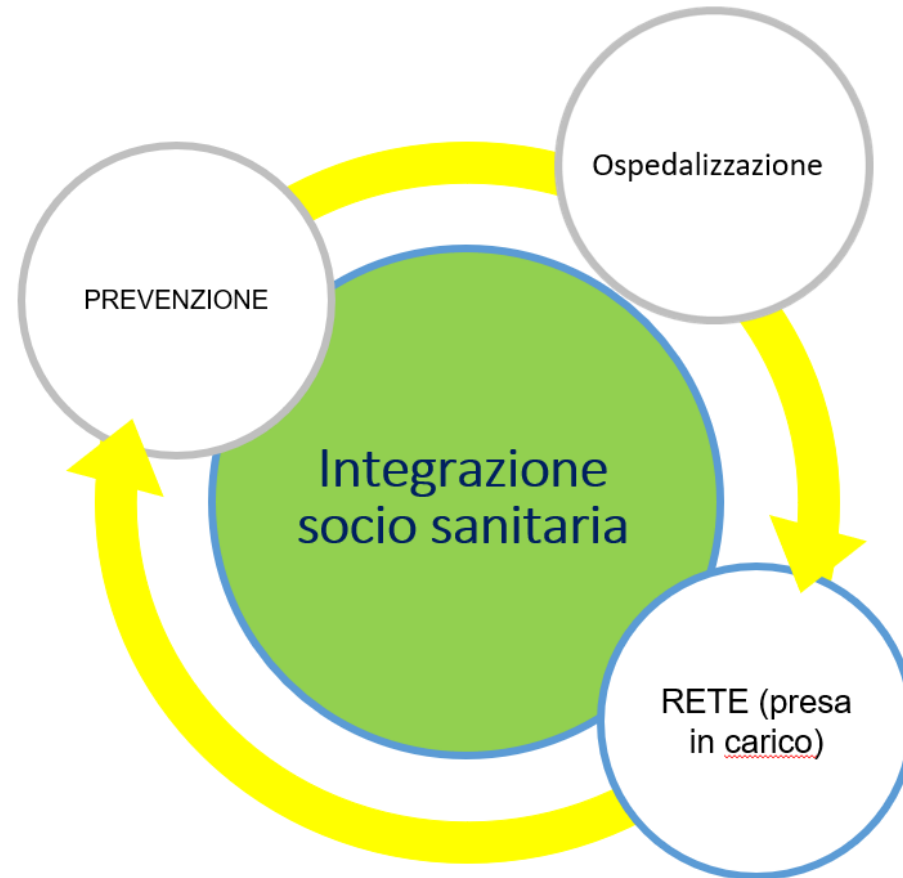 Ospedalizzazione
PREVENZIONE
Integrazione
socio sanitaria
RETE (presa
in carico)